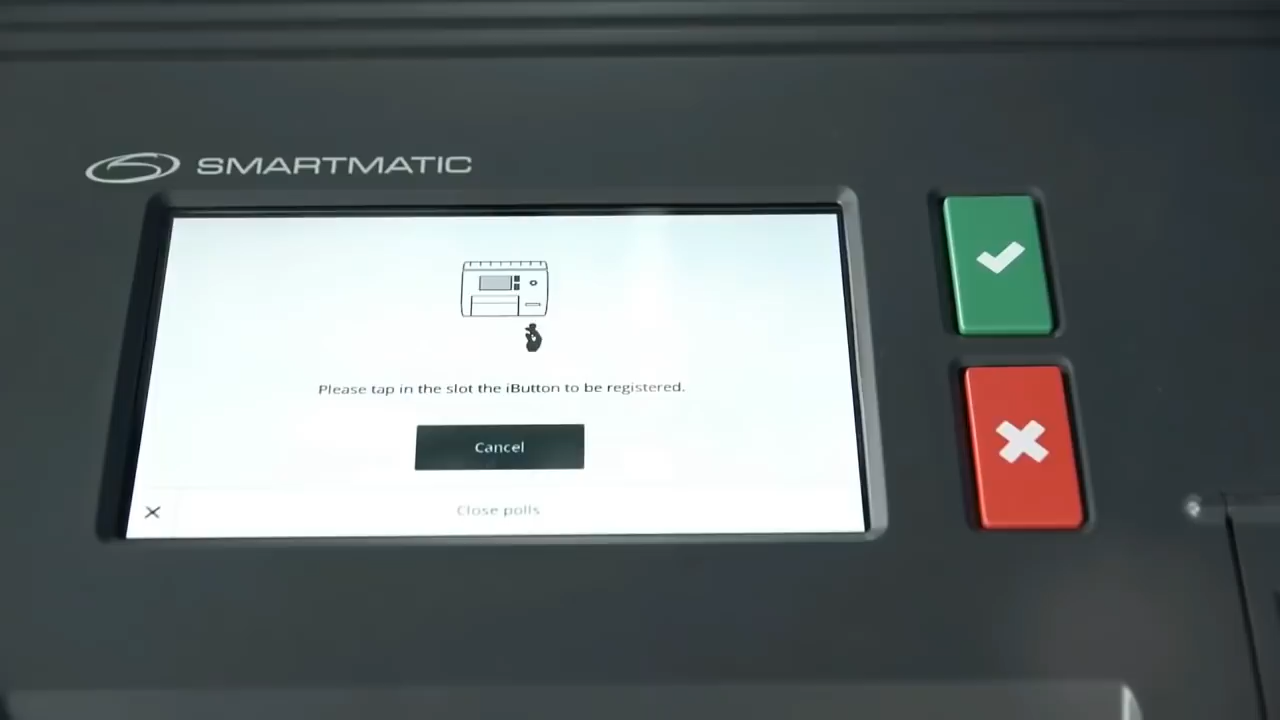 SMARTMATIC
Please tap in the slot the iButton to be registered.
Cancel
Close polls